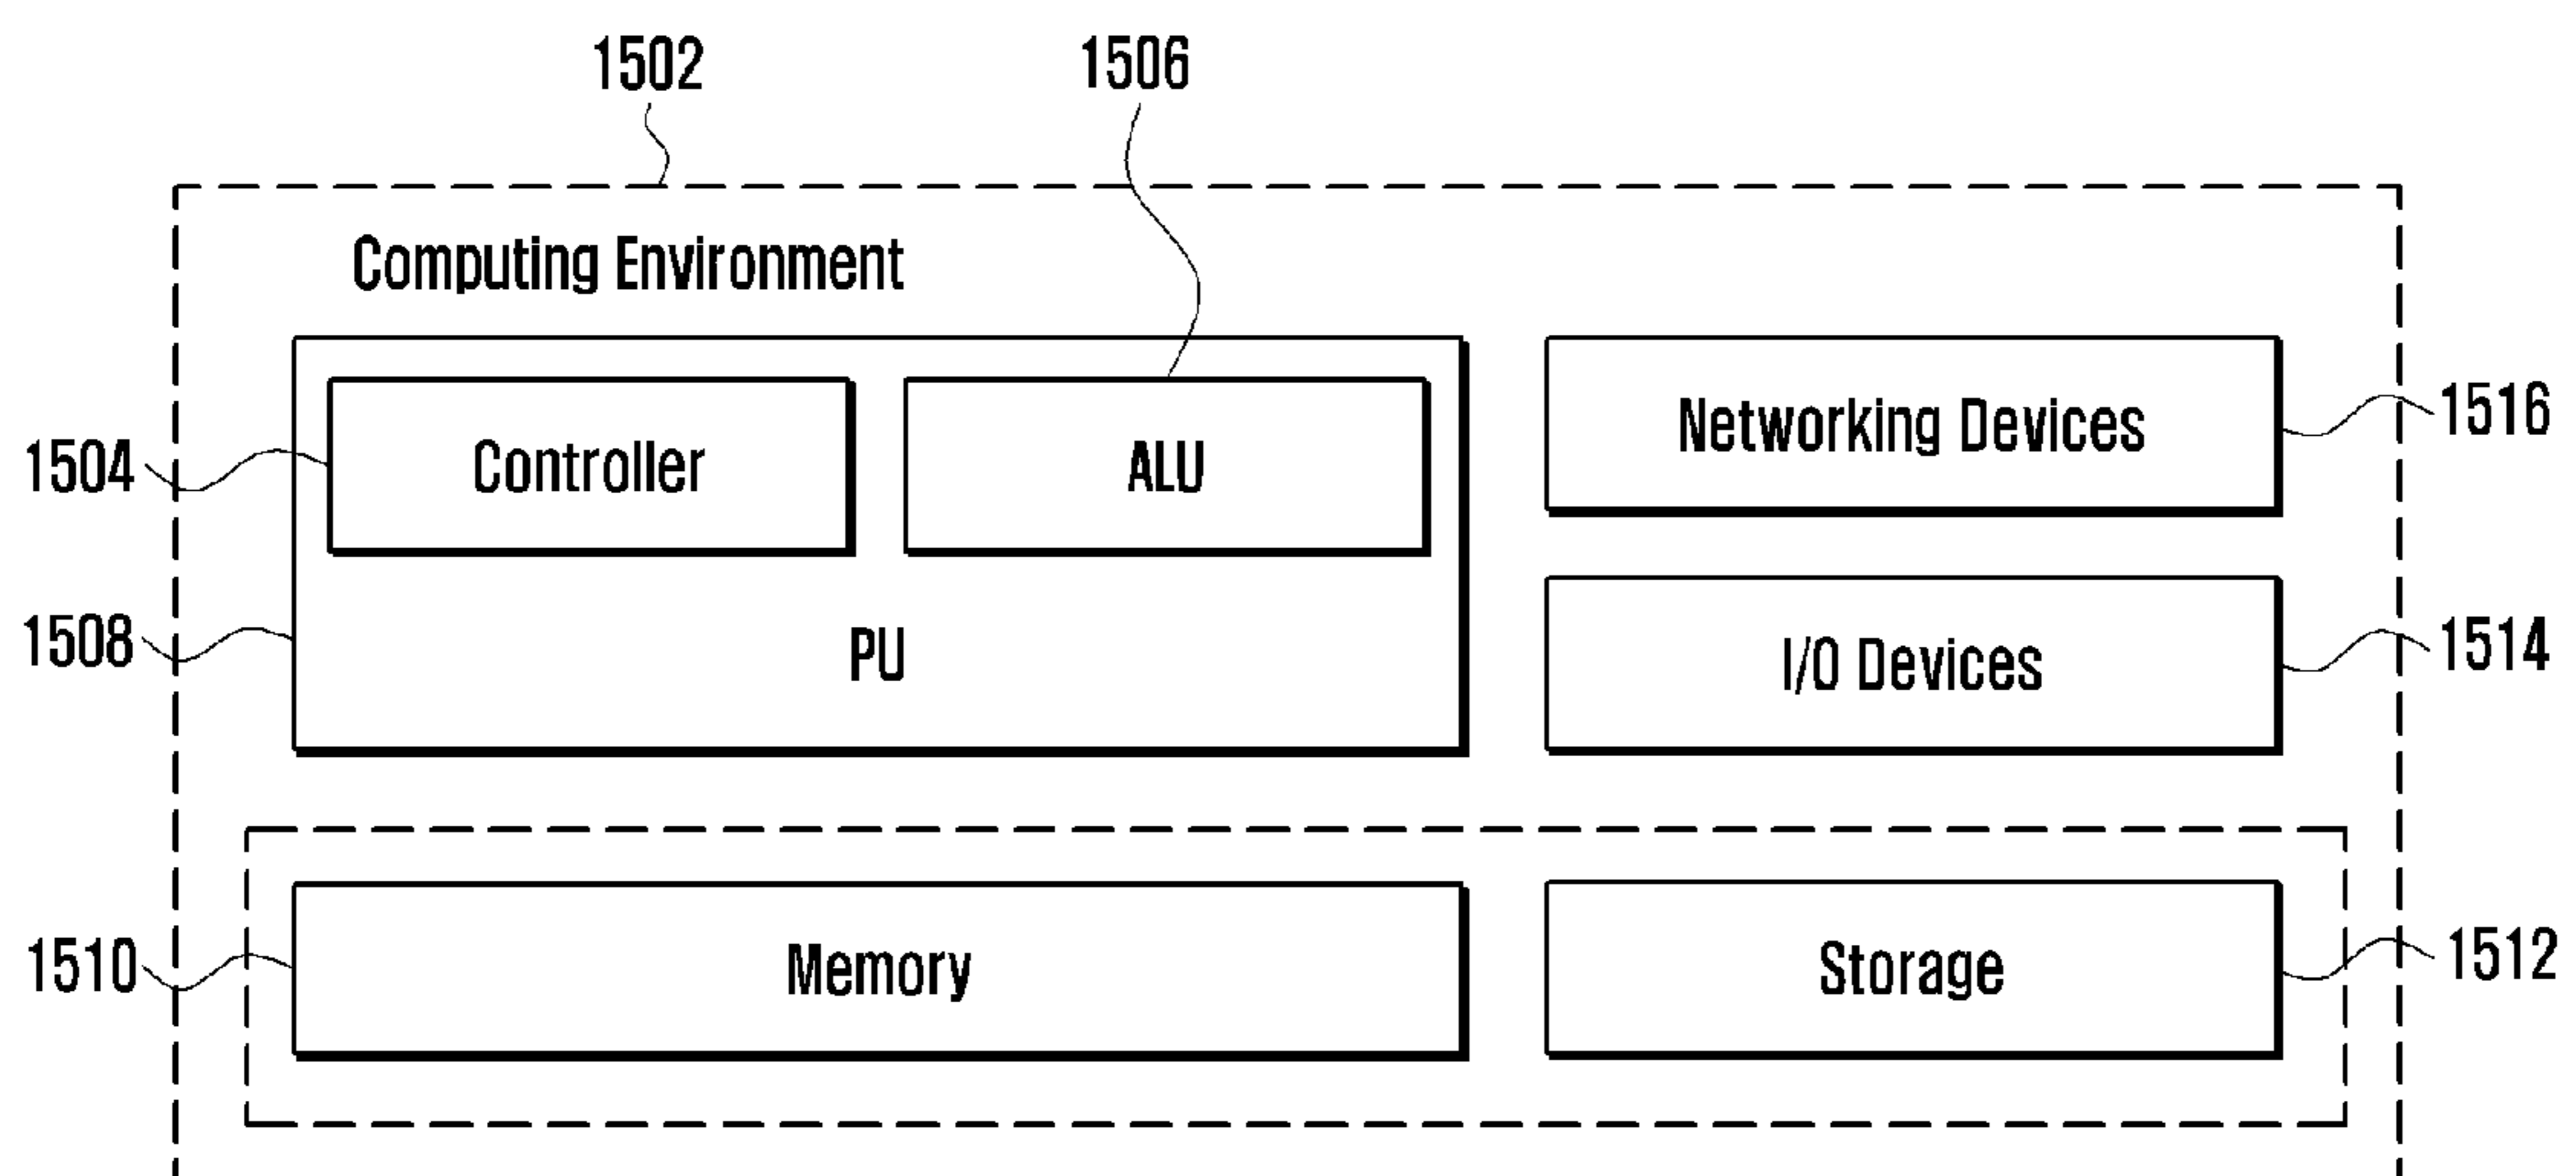 1502
1506
Computing Environment
1504
Controller
ALU
Networking Devices
1516
1508
PU
I/O Devices
1514
1510
Memory
Storage
1512